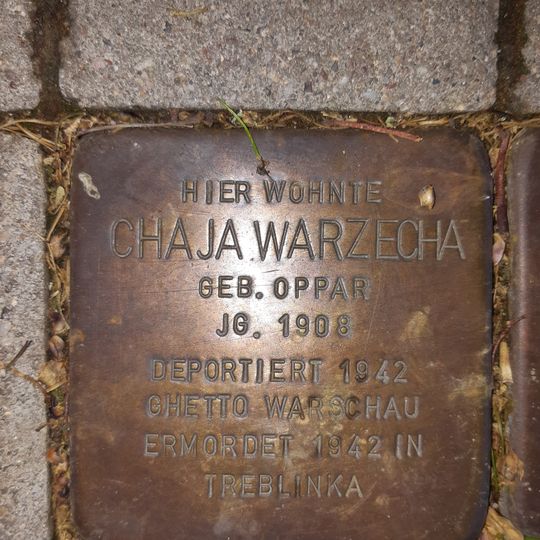 HIER WOHNTE
CHAJA WARZECHA
GEB. OPPAR
JG. 1908
DEPORTIERT 1942
GHETTO WARSCHAU
ERMORDET 1942 IN
TREBLINKA